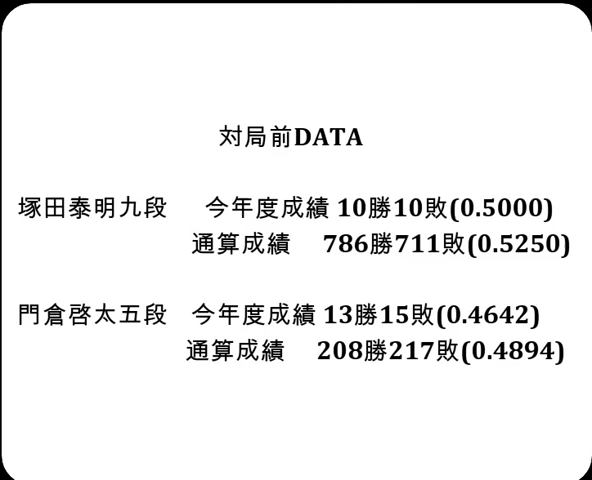 対局前DATA
塚田泰明九段 今年度成績 10勝10敗(0.5000)
通算成績 786勝711敗(0.5250)
門倉啓太五段 今年度成績 13勝15敗(0.4642)
通算成績 208勝217敗(0.4894)